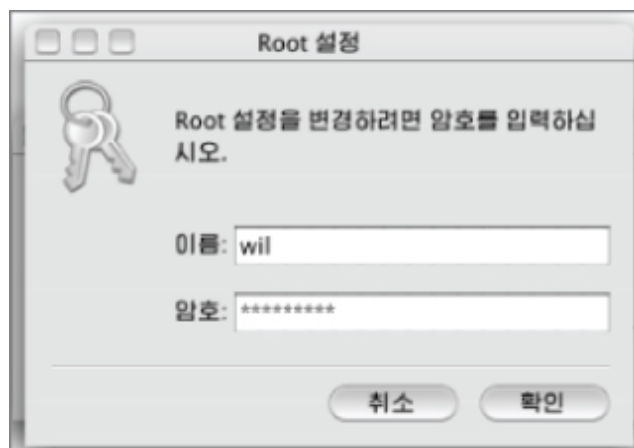 Root 설정
Root 설정을 변경하려면 암호를 입력하십
시오.
이름: wil
암호: *********
취소 확인